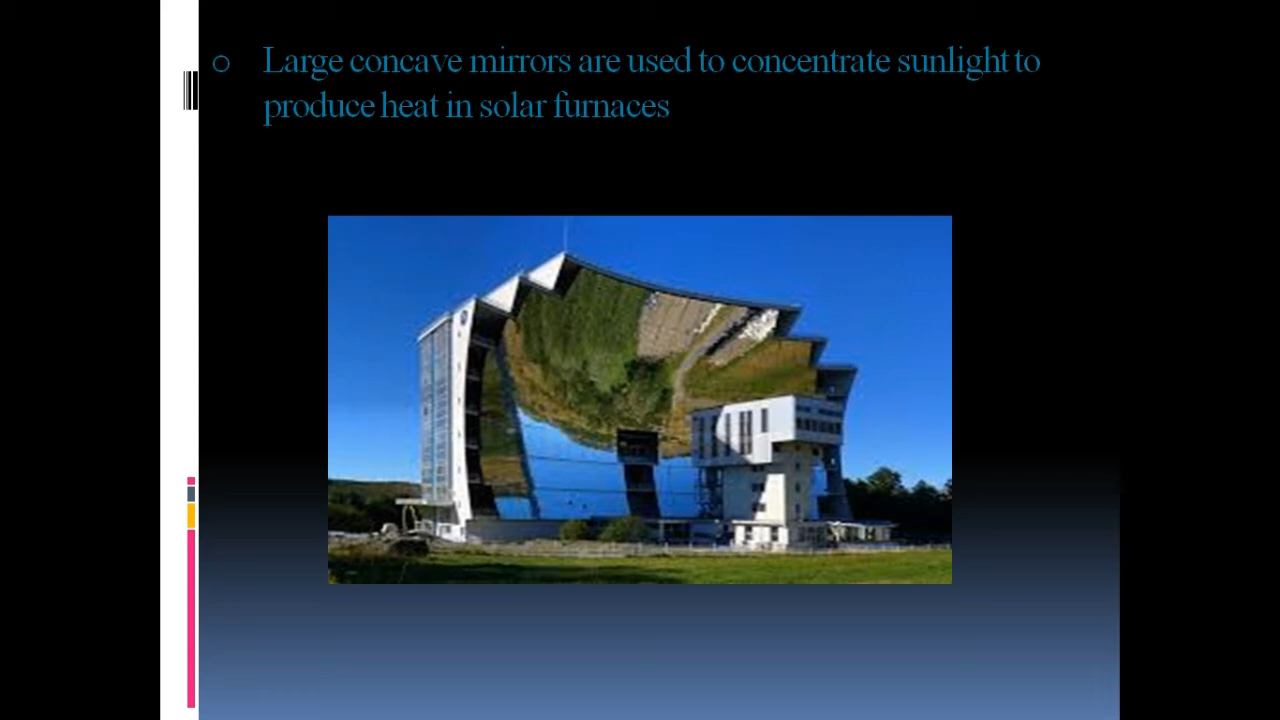 Large concave mirrors are used to concentrate sunlight to
produce heat in solar furnaces